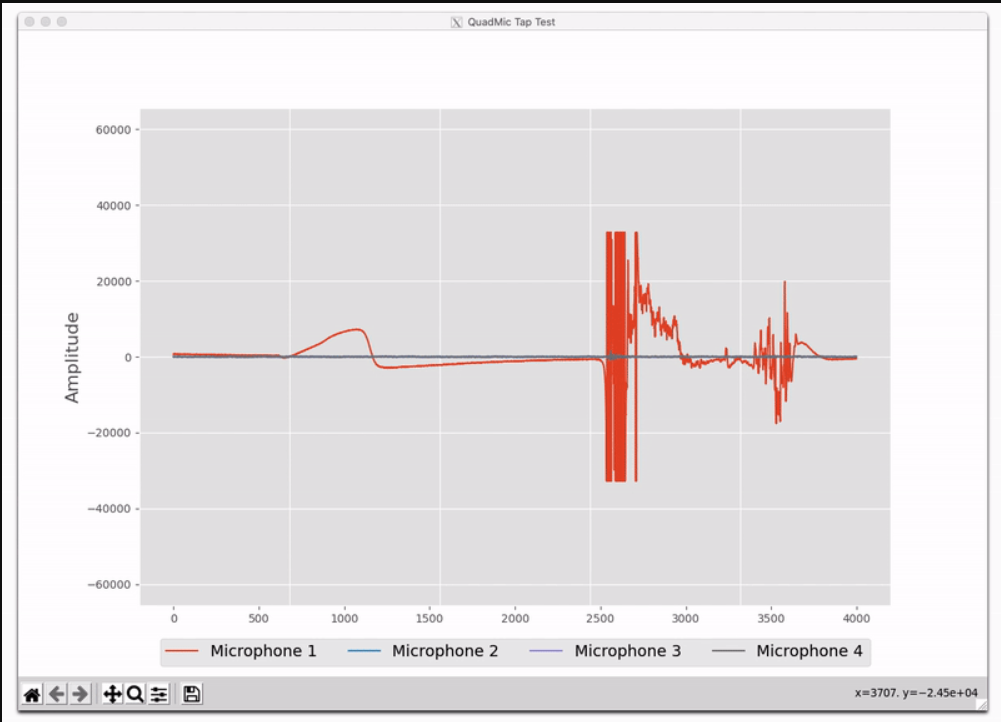 QuadMic Tap Test
60000
40000
20000
0
−20000
−40000
−60000
Amplitude
0 500 1000 1500 2000 2500 3000 3500 4000
Microphone 1 Microphone 2 Microphone 3 Microphone 4
x=3707. y=−2.45e+04